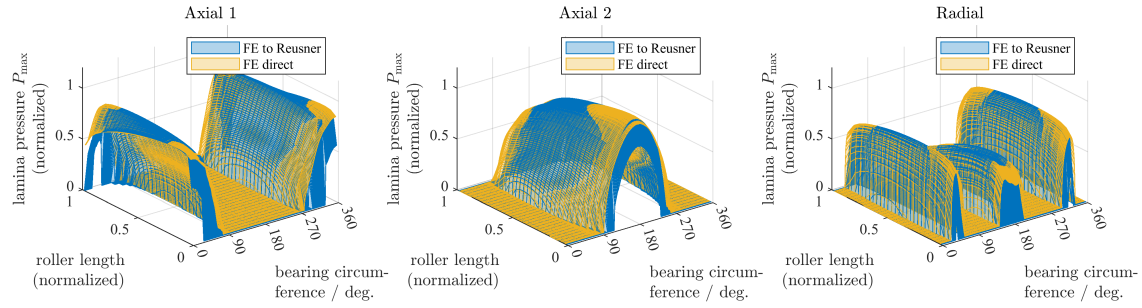 Axial 1
FE to Reusner
FE direct
lamina pressure Pmax
(normalized)
1
0.5
0
1
0.5
0
roller length
(normalized)
0
90
180
270
360
bearing circum-
ference / deg.
Axial 2
FE to Reusner
FE direct
lamina pressure Pmax
(normalized)
1
0.5
0
1
0.5
0
roller length
(normalized)
0
90
180
270
360
bearing circum-
ference / deg.
Radial
FE to Reusner
FE direct
lamina pressure Pmax
(normalized)
1
0.5
0
1
0.5
0
roller length
(normalized)
0
90
180
270
360
bearing circum-
ference / deg.